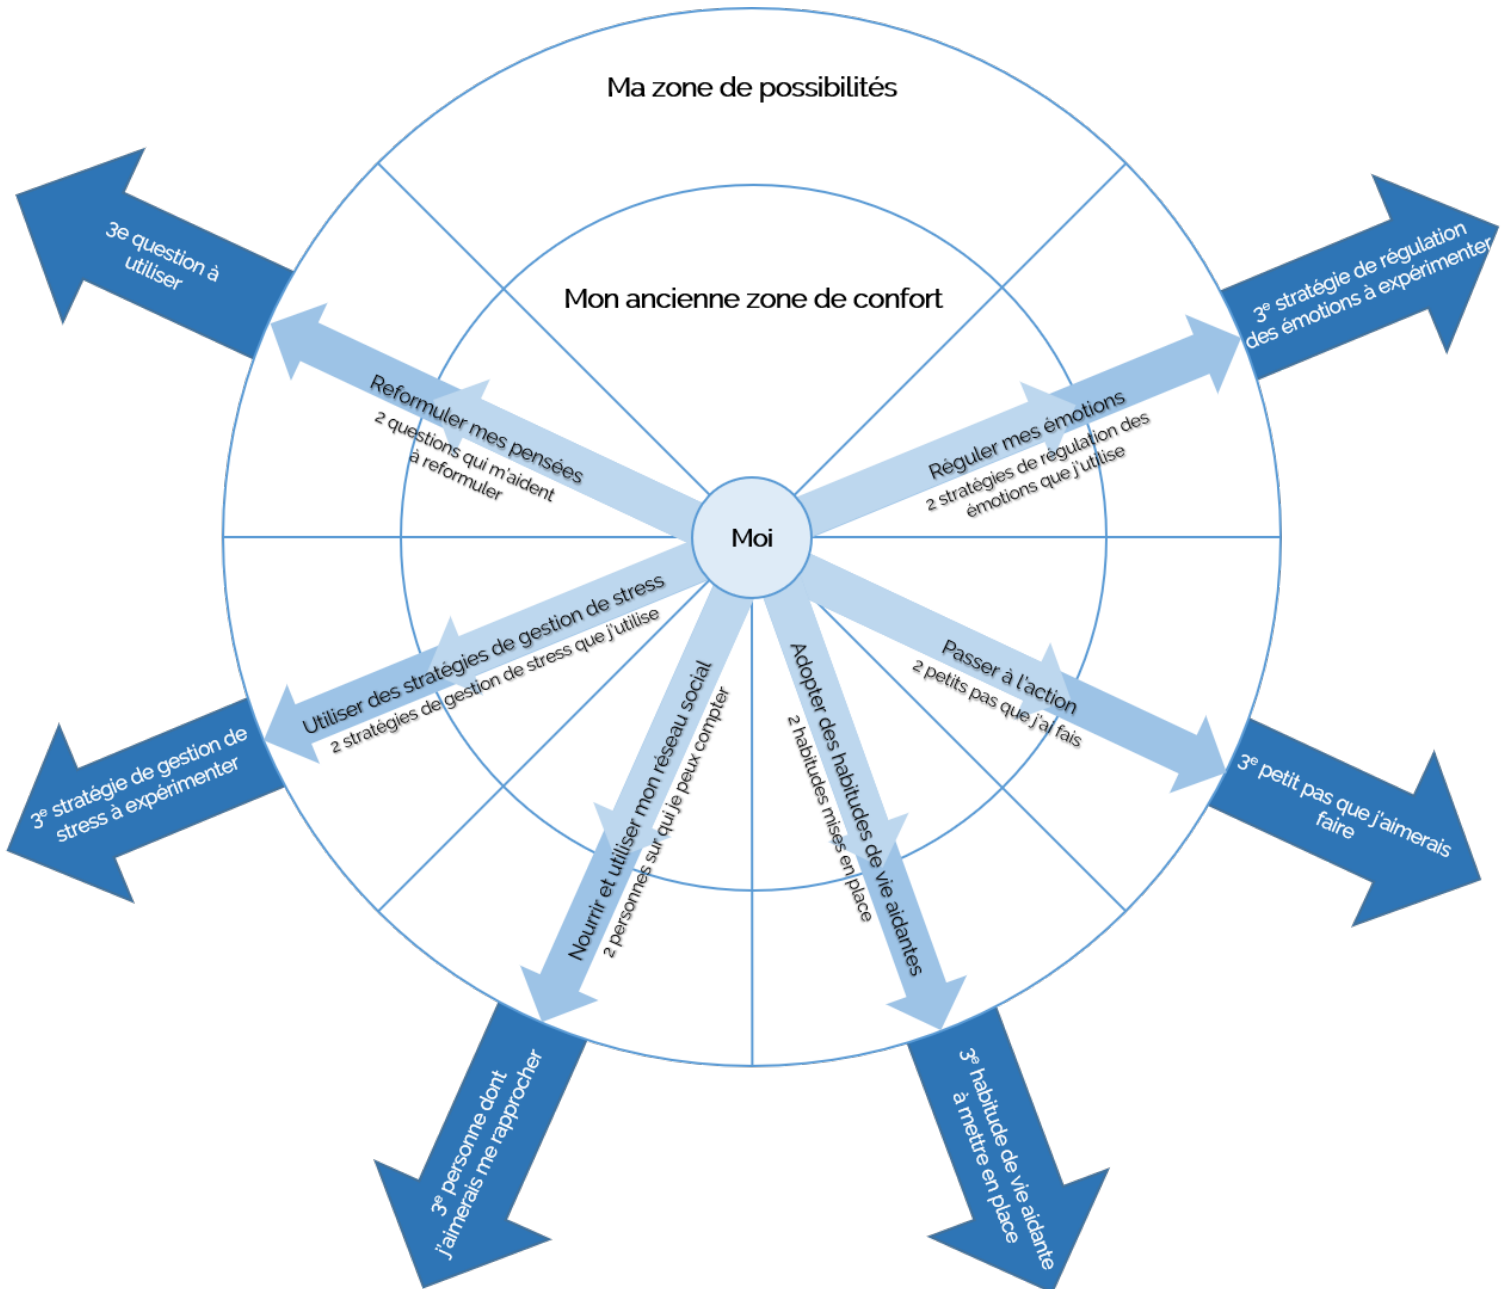 Ma zone de possibilités
Mon ancienne zone de confort
Moi
3e question à
utiliser
Reformuler mes pensées
2 questions qui m'aident
à reformuler
3e stratégie de régulation
des émotions à expérimenter
Réguler mes émotions
2 stratégies de régulation des
émotions que j'utilise
Utiliser des stratégies de gestion de stress
2 stratégies de gestion de stress que j'utilise
3e stratégie de gestion de
stress à expérimenter
Passer à l'action
2 petits pas que j'ai fais
3e petit pas que j'aimerais
faire
Nourrir et utiliser mon réseau social
2 personnes sur qui je peux compter
3e personne dont
j'aimerais me rapprocher
Adopter des habitudes de vie aidantes
2 habitudes mises en place
3e habitude de vie aidante
à mettre en place